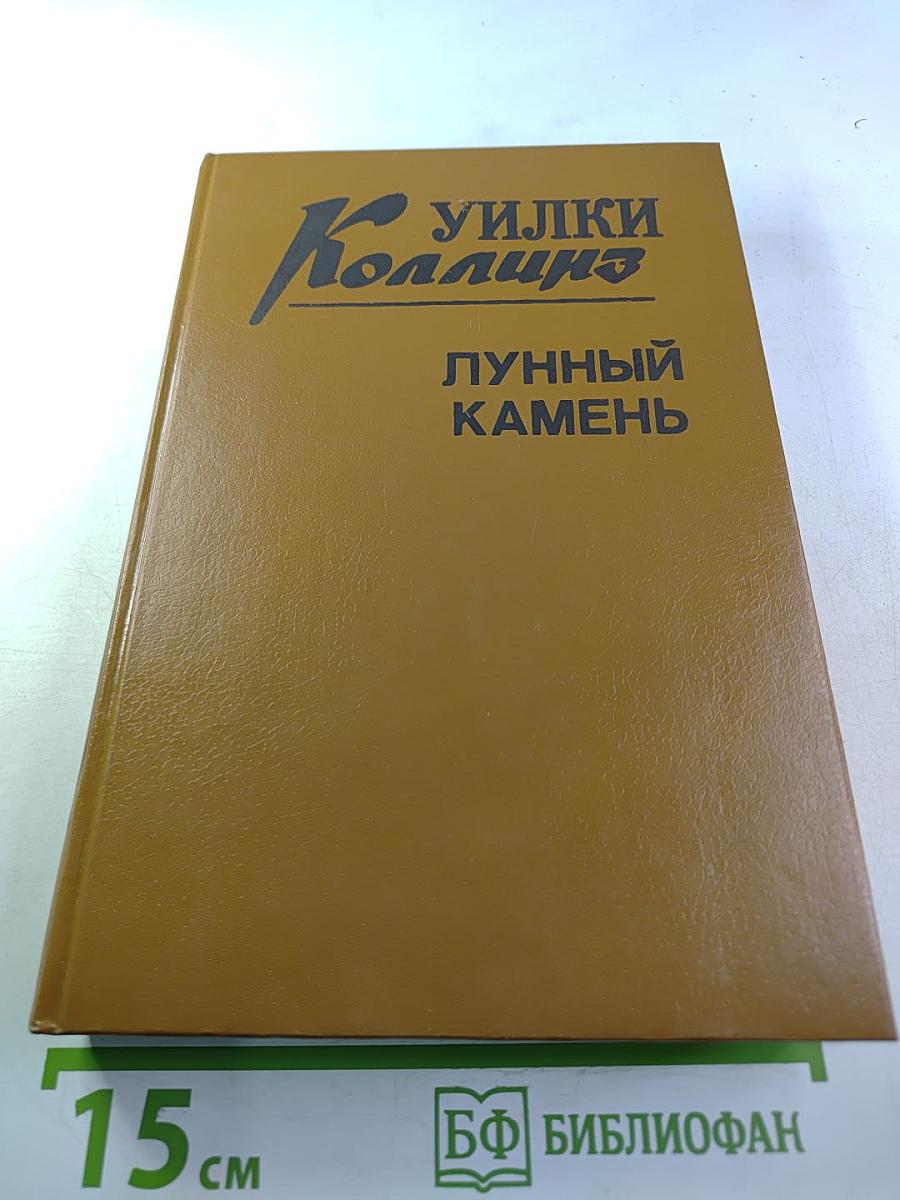 УИЛКИ
Коллинз
ЛУННЫЙ
КАМЕНЬ
15 см
БФ БИБЛИОФАН